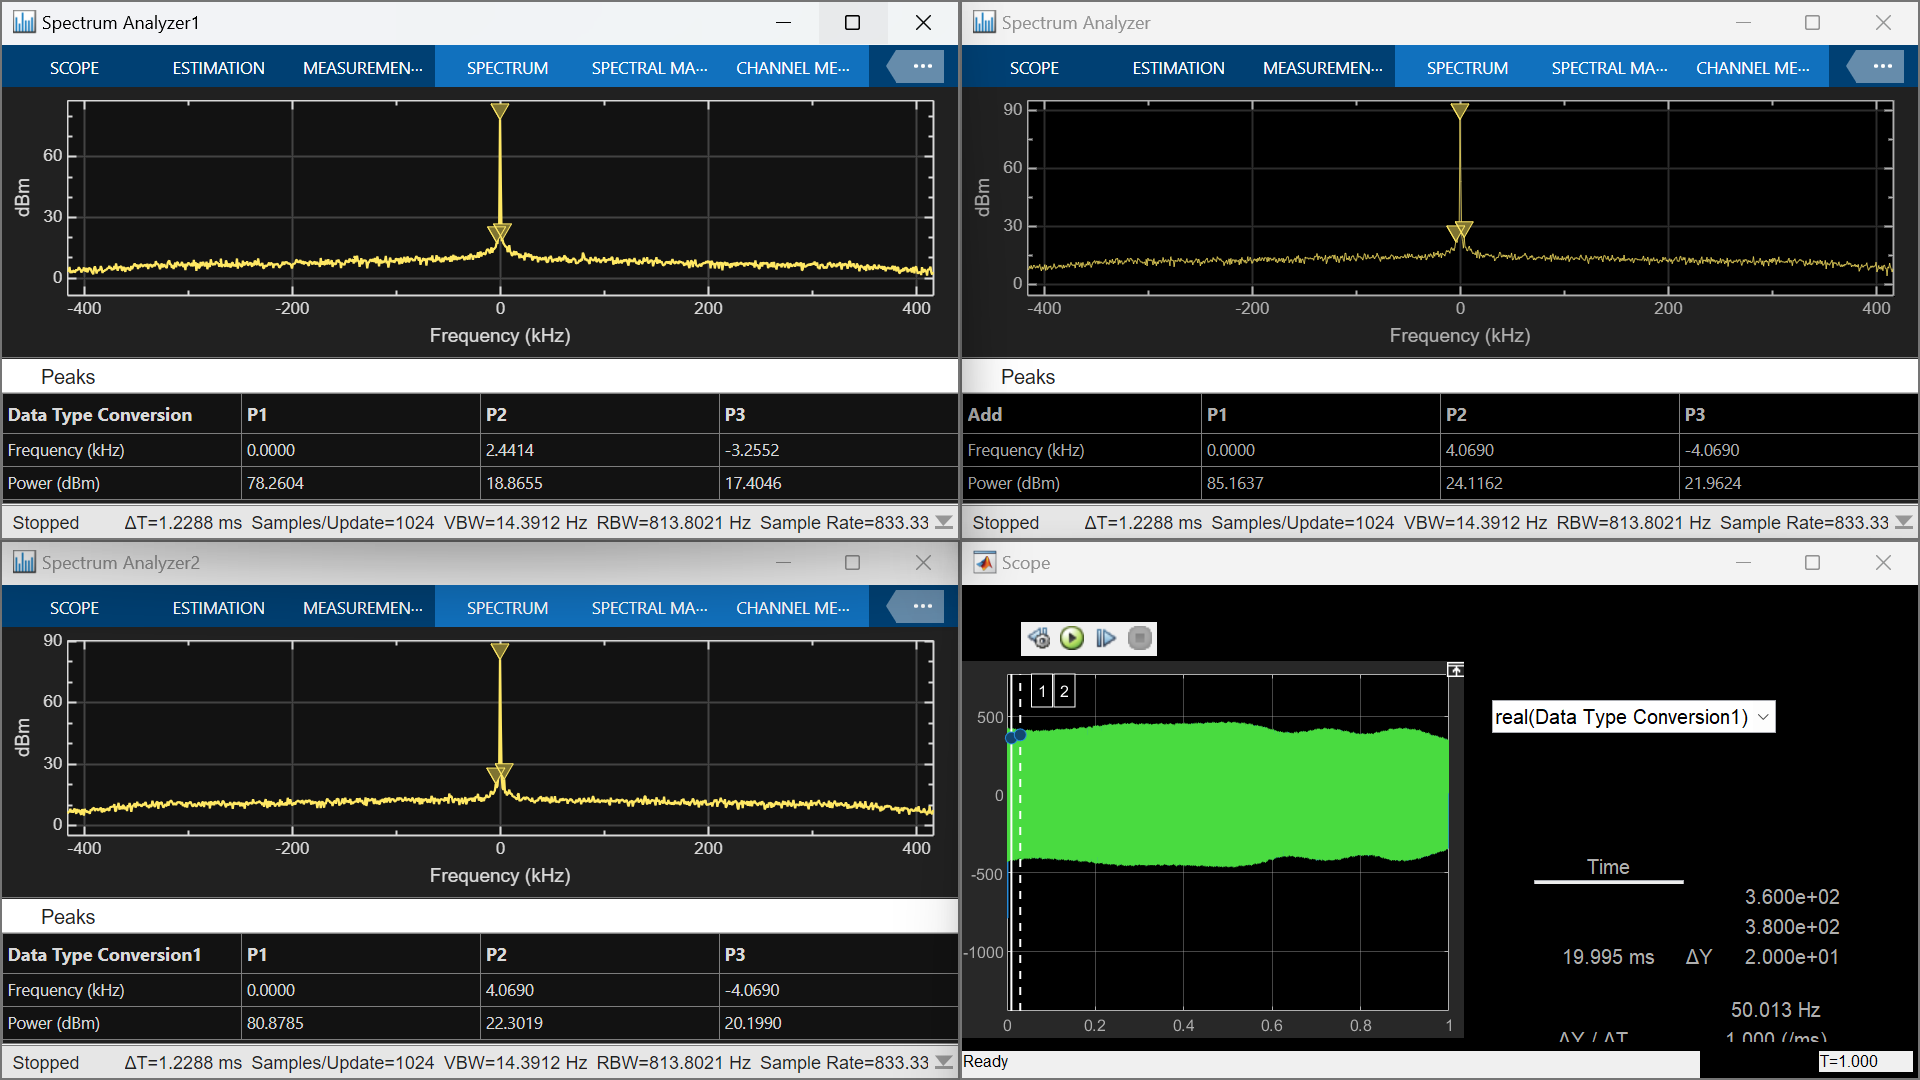 Spectrum Analyzer1
SCOPE ESTIMATION MEASUREMEN··· SPECTRUM SPECTRAL MA··· CHANNEL ME··· ···
60
30
0
dBm
-400 -200 0 200 400
Frequency (kHz)
Peaks
Data Type Conversion P1 P2 P3
Frequency (kHz) 0.0000 2.4414 -3.2552
Power (dBm) 78.2604 18.8655 17.4046
Stopped ΔT=1.2288 ms Samples/Update=1024 VBW=14.3912 Hz RBW=813.8021 Hz Sample Rate=833.33
Spectrum Analyzer
SCOPE ESTIMATION MEASUREMEN··· SPECTRUM SPECTRAL MA··· CHANNEL ME··· ···
90
60
30
0
dBm
-400 -200 0 200 400
Frequency (kHz)
Peaks
Add P1 P2 P3
Frequency (kHz) 0.0000 4.0690 -4.0690
Power (dBm) 85.1637 24.1162 21.9624
Stopped ΔT=1.2288 ms Samples/Update=1024 VBW=14.3912 Hz RBW=813.8021 Hz Sample Rate=833.33
Spectrum Analyzer2
SCOPE ESTIMATION MEASUREMEN··· SPECTRUM SPECTRAL MA··· CHANNEL ME··· ···
90
60
30
0
dBm
-400 -200 0 200 400
Frequency (kHz)
Peaks
Data Type Conversion1 P1 P2 P3
Frequency (kHz) 0.0000 4.0690 -4.0690
Power (dBm) 80.8785 22.3019 20.1990
Stopped ΔT=1.2288 ms Samples/Update=1024 VBW=14.3912 Hz RBW=813.8021 Hz Sample Rate=833.33
Scope
1 2
500
0
-500
-1000
0 0.2 0.4 0.6 0.8 1
real(Data Type Conversion1)
Time
3.600e+02
3.800e+02
19.995 ms ΔY 2.000e+01
50.013 Hz
ΔY / ΔT 1.000 (/ms)
Ready T=1.000